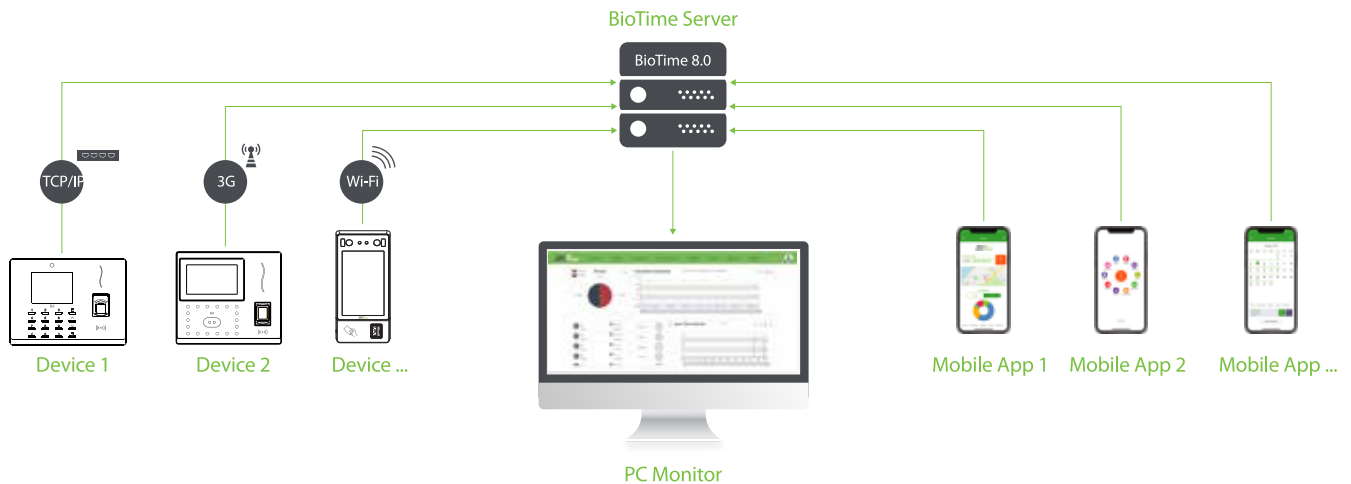 BioTime Server
BioTime 8.0
TCP/IP
3G
Wi-Fi
Device 1
Device 2
Device ...
Mobile App 1
Mobile App 2
Mobile App ...
PC Monitor